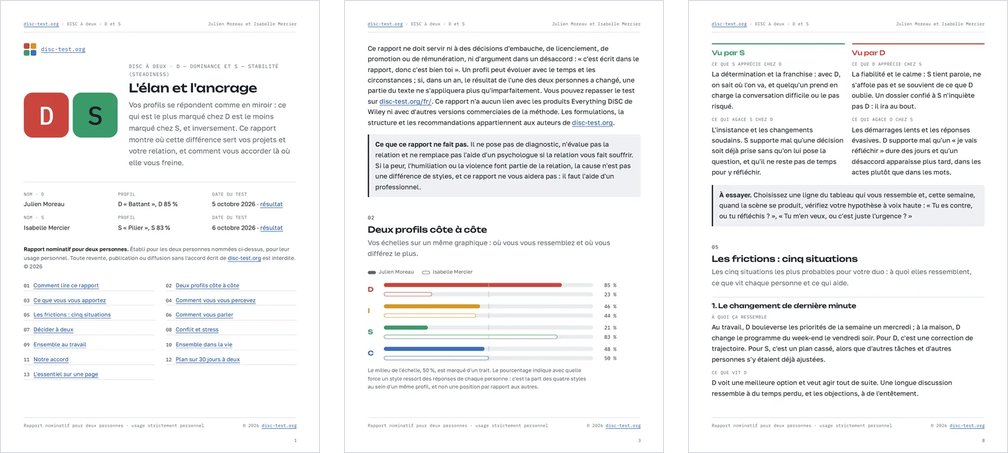 disc-test.org · DISC à deux · D et S
Julien Moreau et Isabelle Mercier
disc-test.org
DISC À DEUX · D — DOMINANCE ET S — STABILITÉ
(STEADINESS)
L'élan et l'ancrage
D S
Vos profils se répondent comme en miroir : ce
qui est le plus marqué chez D est le moins
marqué chez S, et inversement. Ce rapport
montre où cette différence sert vos projets et
votre relation, et comment vous accorder là où
elle vous freine.
NOM · D
PROFIL
DATE DU TEST
Julien Moreau
D « Battant », D 85 %
5 octobre 2026 · résultat
NOM · S
PROFIL
DATE DU TEST
Isabelle Mercier
S « Pilier », S 83 %
6 octobre 2026 · résultat
Rapport nominatif pour deux personnes. Établi pour les deux personnes nommées ci-dessus, pour leur
usage personnel. Toute revente, publication ou diffusion sans l'accord écrit de disc-test.org est interdite.
© 2026
01 Comment lire ce rapport
02 Deux profils côte à côte
03 Ce que vous vous apportez
04 Comment vous vous percevez
05 Les frictions : cinq situations
06 Comment vous parler
07 Décider à deux
08 Conflit et stress
09 Ensemble au travail
10 Ensemble dans la vie
11 Notre accord
12 Plan sur 30 jours à deux
13 L'essentiel sur une page
Rapport nominatif pour deux personnes · usage strictement personnel
© 2026 disc-test.org
1
disc-test.org · DISC à deux · D et S
Julien Moreau et Isabelle Mercier
Ce rapport ne doit servir ni à des décisions d'embauche, de licenciement, de
promotion ou de rémunération, ni d'argument dans un désaccord : « c'est écrit dans le
rapport, donc c'est bien toi ». Un profil peut évoluer avec le temps et les
circonstances ; si, dans un an, le résultat de l'une des deux personnes a changé, une
partie du texte ne s'appliquera plus qu'imparfaitement. Vous pouvez repasser le test
sur disc-test.org/fr/. Ce rapport n'a aucun lien avec les produits Everything DiSC de
Wiley ni avec d'autres versions commerciales de la méthode. Les formulations, la
structure et les recommandations appartiennent aux auteurs de disc-test.org.
Ce que ce rapport ne fait pas. Il ne pose pas de diagnostic, n'évalue pas la
relation et ne remplace pas l'aide d'un psychologue si la relation vous fait souffrir.
Si la peur, l'humiliation ou la violence font partie de la relation, la cause n'est pas
une différence de styles, et ce rapport ne vous aidera pas : il faut l'aide d'un
professionnel.
02
Deux profils côte à côte
Vos échelles sur un même graphique : où vous vous ressemblez et où vous
différez le plus.
Julien Moreau
Isabelle Mercier
D
85 %
23 %
I
46 %
44 %
S
21 %
83 %
C
48 %
50 %
Le milieu de l'échelle, 50 %, est marqué d'un trait. Le pourcentage indique avec quelle
force un style ressort des réponses de chaque personne : c'est la part des quatre styles
au sein d'un même profil, et non une position par rapport aux autres.
Rapport nominatif pour deux personnes · usage strictement personnel
© 2026 disc-test.org
3
disc-test.org · DISC à deux · D et S
Julien Moreau et Isabelle Mercier
Vu par S
CE QUE S APPRÉCIE CHEZ D
La détermination et la franchise : avec D,
on sait où l'on va, et quelqu'un prend en
charge la conversation difficile ou le pas
risqué.
CE QUI AGACE S CHEZ D
L'insistance et les changements
soudains. S supporte mal qu'une décision
soit déjà prise sans qu'on lui pose la
question, et qu'il ne reste pas de temps
pour y réfléchir.
Vu par D
CE QUE D APPRÉCIE CHEZ S
La fiabilité et le calme : S tient parole, ne
s'affole pas et se souvient de ce que D
oublie. Un dossier confié à S n'inquiète
pas D : il ira au bout.
CE QUI AGACE D CHEZ S
Les démarrages lents et les réponses
évasives. D supporte mal qu'un « je vais
réfléchir » dure des jours et qu'un
désaccord apparaisse plus tard, dans les
actes plutôt que dans les mots.
À essayer. Choisissez une ligne du tableau qui vous ressemble et, cette semaine,
quand la scène se produit, vérifiez votre hypothèse à voix haute : « Tu es contre,
ou tu réfléchis ? », « Tu m'en veux, ou c'est juste l'urgence ? »
05
Les frictions : cinq situations
Les cinq situations les plus probables pour votre duo : à quoi elles ressemblent,
ce que vit chaque personne et ce qui aide.
1. Le changement de dernière minute
À QUOI ÇA RESSEMBLE
Au travail, D bouleverse les priorités de la semaine un mercredi ; à la maison, D
change le programme du week-end le vendredi soir. Pour D, c'est une correction de
trajectoire. Pour S, c'est un plan cassé, alors que d'autres tâches et d'autres
personnes s'y étaient déjà ajustées.
CE QUE VIT D
D voit une meilleure option et veut agir tout de suite. Une longue discussion
ressemble à du temps perdu, et les objections, à de l'entêtement.
Rapport nominatif pour deux personnes · usage strictement personnel
© 2026 disc-test.org
8